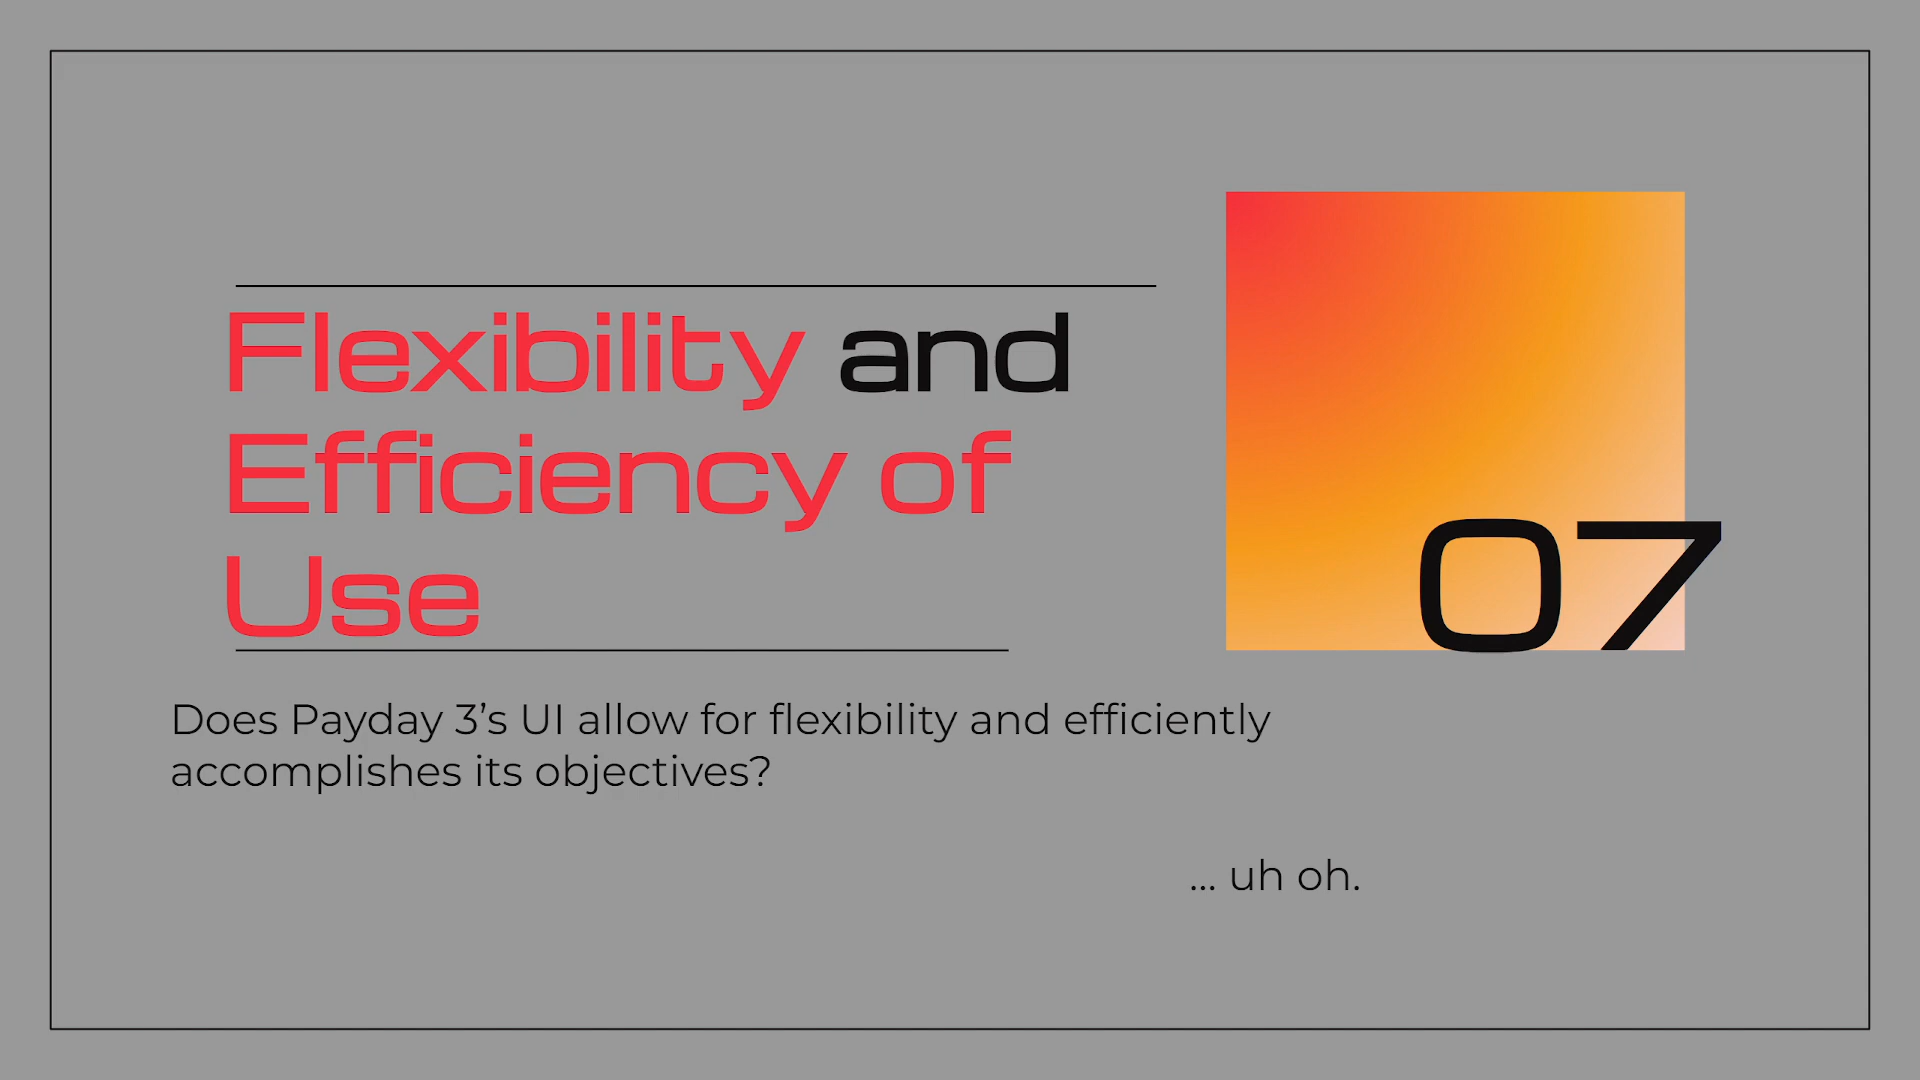 Flexibility and
Efficiency of
Use
07
Does Payday 3’s UI allow for flexibility and efficiently
accomplishes its objectives?
... uh oh.